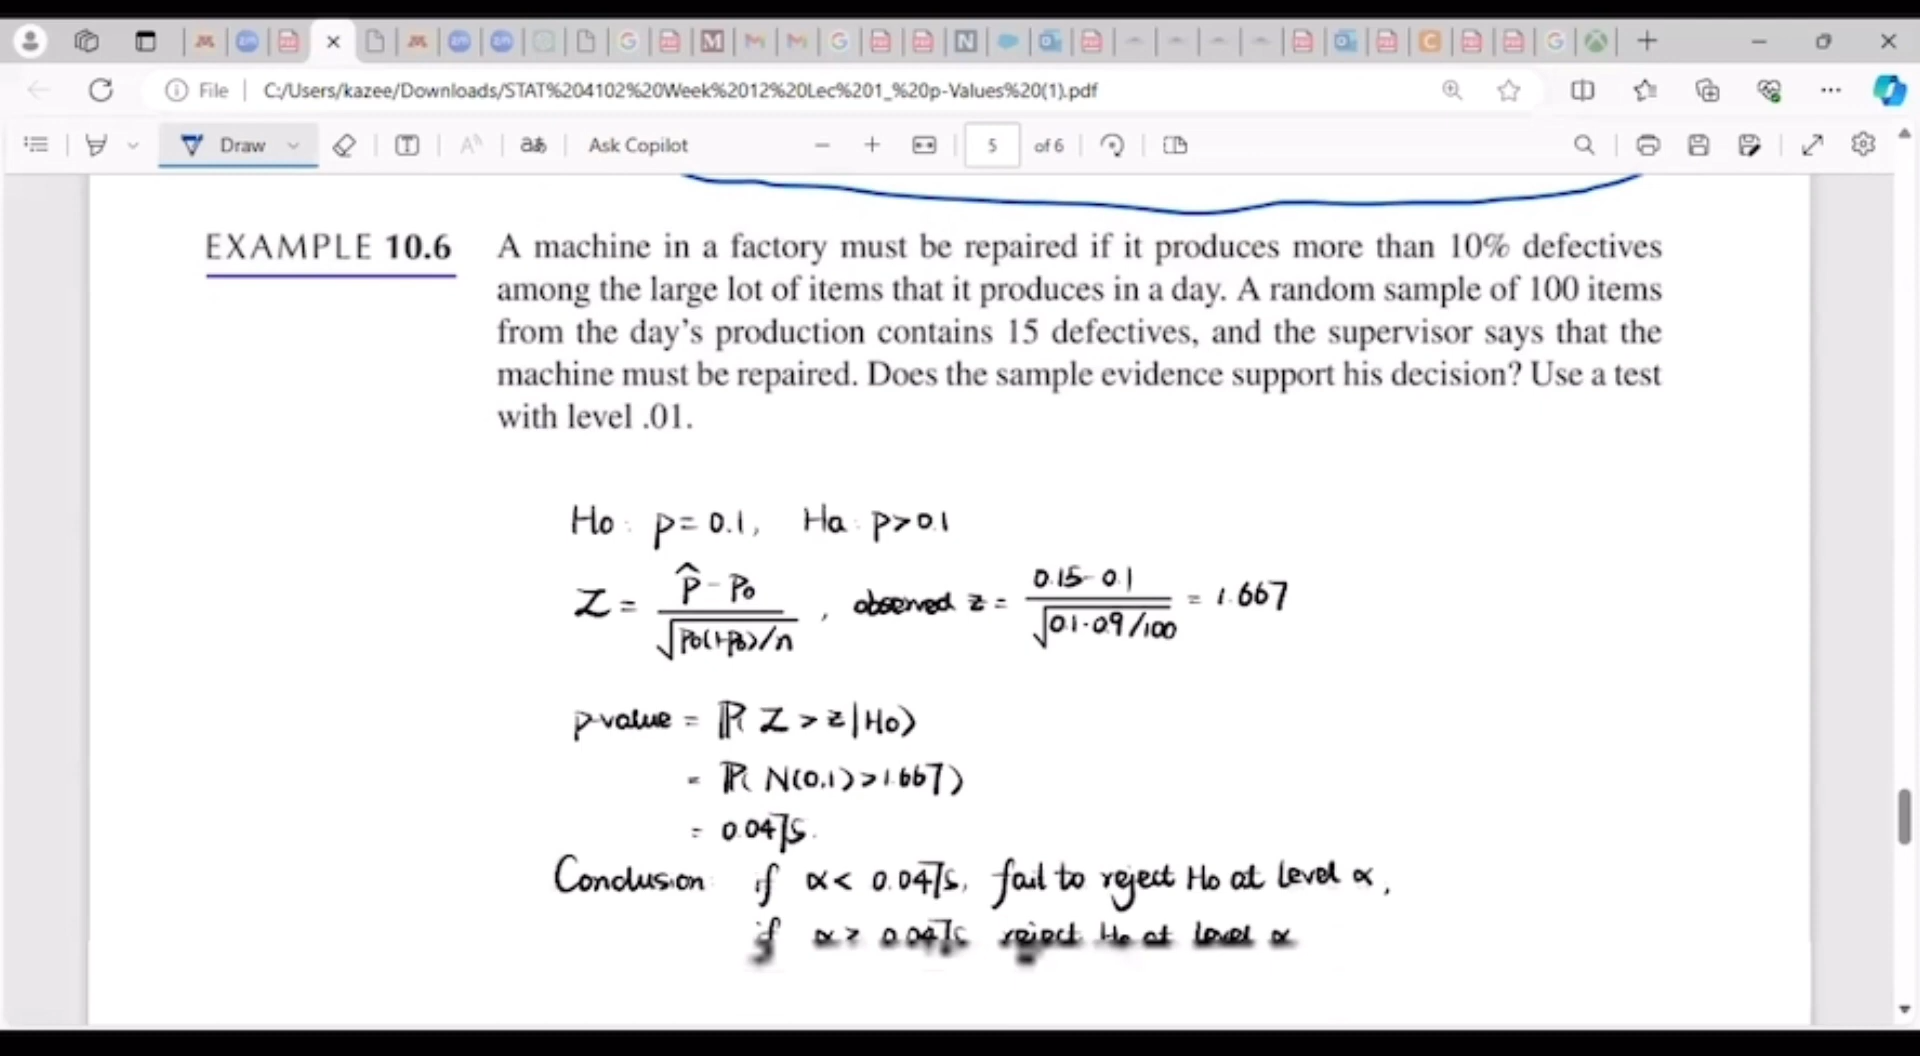 File | C:/Users/kazee/Downloads/STAT%204102%20Week%2012%20Lec%201_%20p-Values%20(1).pdf
Draw
aあ
Ask Copilot
5 of 6
EXAMPLE 10.6
A machine in a factory must be repaired if it produces more than 10% defectives
among the large lot of items that it produces in a day. A random sample of 100 items
from the day's production contains 15 defectives, and the supervisor says that the
machine must be repaired. Does the sample evidence support his decision? Use a test
with level .01.
Ho: p = 0.1, Ha: p > 0.1
Z = (p̂ - p₀) / √(p₀(1-p₀)/n), observed z = (0.15 - 0.1) / √(0.1·0.9/100) = 1.667
p-value = ℙ Z > z | Ho)
= ℙ( N(0,1) > 1.667)
= 0.0475.
Conclusion: if α < 0.0475, fail to reject Ho at level α,
if α > 0.0475 reject Ho at level α